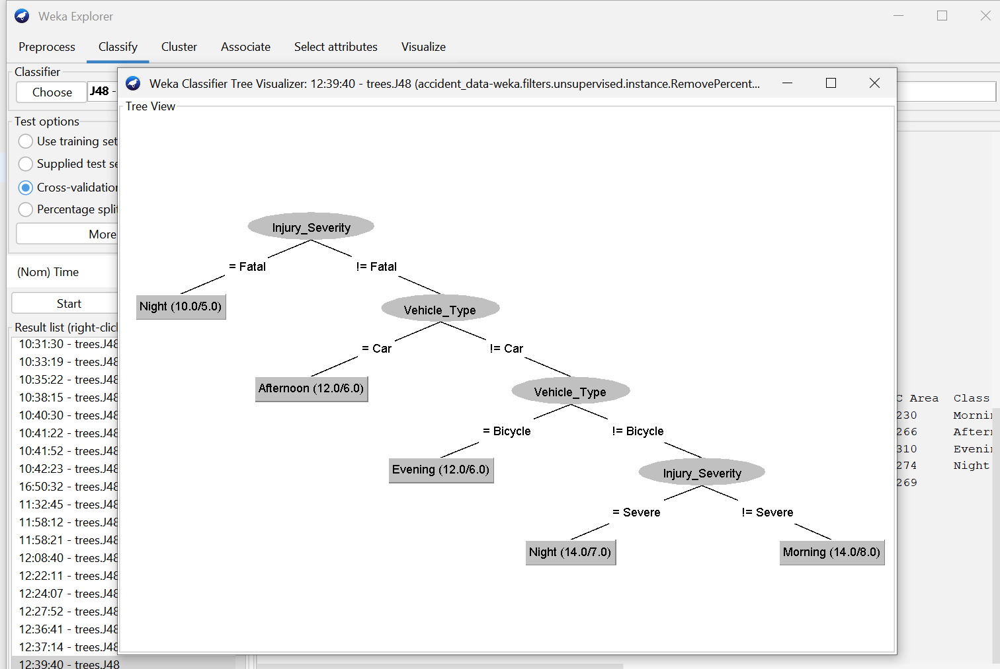 Weka Explorer
Preprocess Classify Cluster Associate Select attributes Visualize
Classifier
Choose J48 -
Weka Classifier Tree Visualizer: 12:39:40 - trees.J48 (accident_data-weka.filters.unsupervised.instance.RemovePercent...
Tree View
Test options
Use training set
Supplied test se
Cross-validation
Percentage split
More
(Nom) Time
Start
Result list (right-click
10:31:30 - trees.J48
10:33:19 - trees.J48
10:35:22 - trees.J48
10:38:15 - trees.J48
10:40:30 - trees.J48
10:41:22 - trees.J48
10:41:52 - trees.J48
10:42:23 - trees.J48
16:50:32 - trees.J48
11:32:45 - trees.J48
11:58:12 - trees.J48
11:58:21 - trees.J48
12:08:40 - trees.J48
12:22:11 - trees.J48
12:24:07 - trees.J48
12:27:52 - trees.J48
12:36:41 - trees.J48
12:37:14 - trees.J48
12:39:40 - trees.J48
Injury_Severity
= Fatal != Fatal
Night (10.0/5.0)
Vehicle_Type
= Car != Car
Afternoon (12.0/6.0)
Vehicle_Type
= Bicycle != Bicycle
Evening (12.0/6.0)
Injury_Severity
= Severe != Severe
Night (14.0/7.0) Morning (14.0/8.0)
C Area Class
230 Mornin
266 Aftern
310 Evenin
274 Night
269